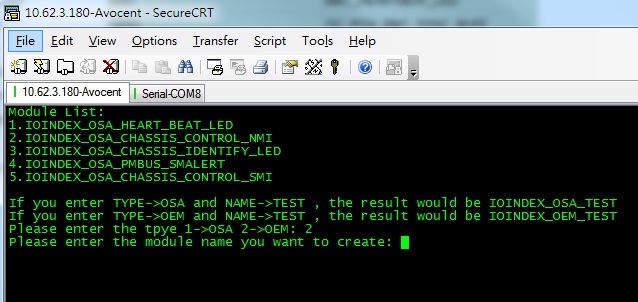 10.62.3.180-Avocent - SecureCRT
File Edit View Options Transfer Script Tools Help
10.62.3.180-Avocent Serial-COM8
Module List:
1.IOINDEX_OSA_HEART_BEAT_LED
2.IOINDEX_OSA_CHASSIS_CONTROL_NMI
3.IOINDEX_OSA_CHASSIS_IDENTIFY_LED
4.IOINDEX_OSA_PMBUS_SMALERT
5.IOINDEX_OSA_CHASSIS_CONTROL_SMI
If you enter TYPE->OSA and NAME->TEST , the result would be IOINDEX_OSA_TEST
If you enter TYPE->OEM and NAME->TEST , the result would be IOINDEX_OEM_TEST
Please enter the tpye 1->OSA 2->OEM: 2
Please enter the module name you want to create: